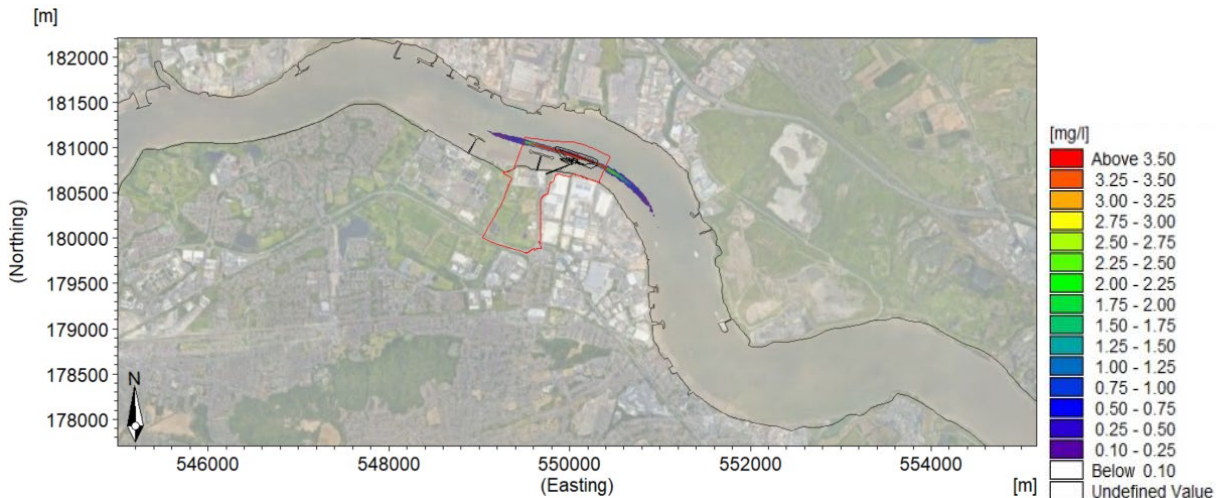 [m]
182000
181500
181000
180500
180000
179500
179000
178500
178000
(Northing)
N
546000
548000
550000
552000
554000
(Easting)
[m]
[mg/l]
Above 3.50
3.25 - 3.50
3.00 - 3.25
2.75 - 3.00
2.50 - 2.75
2.25 - 2.50
2.00 - 2.25
1.75 - 2.00
1.50 - 1.75
1.25 - 1.50
1.00 - 1.25
0.75 - 1.00
0.50 - 0.75
0.25 - 0.50
0.10 - 0.25
Below 0.10
Undefined Value